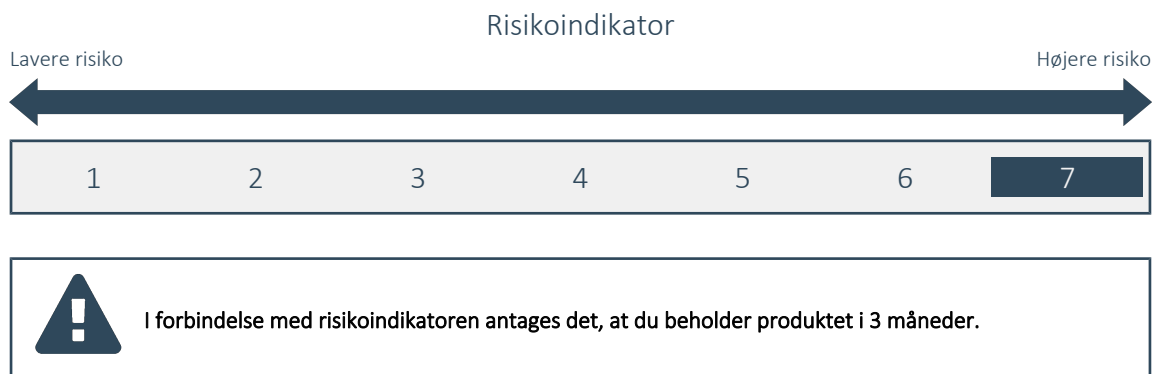 Risikoindikator
Lavere risiko Højere risiko
1 2 3 4 5 6 7
I forbindelse med risikoindikatoren antages det, at du beholder produktet i 3 måneder.